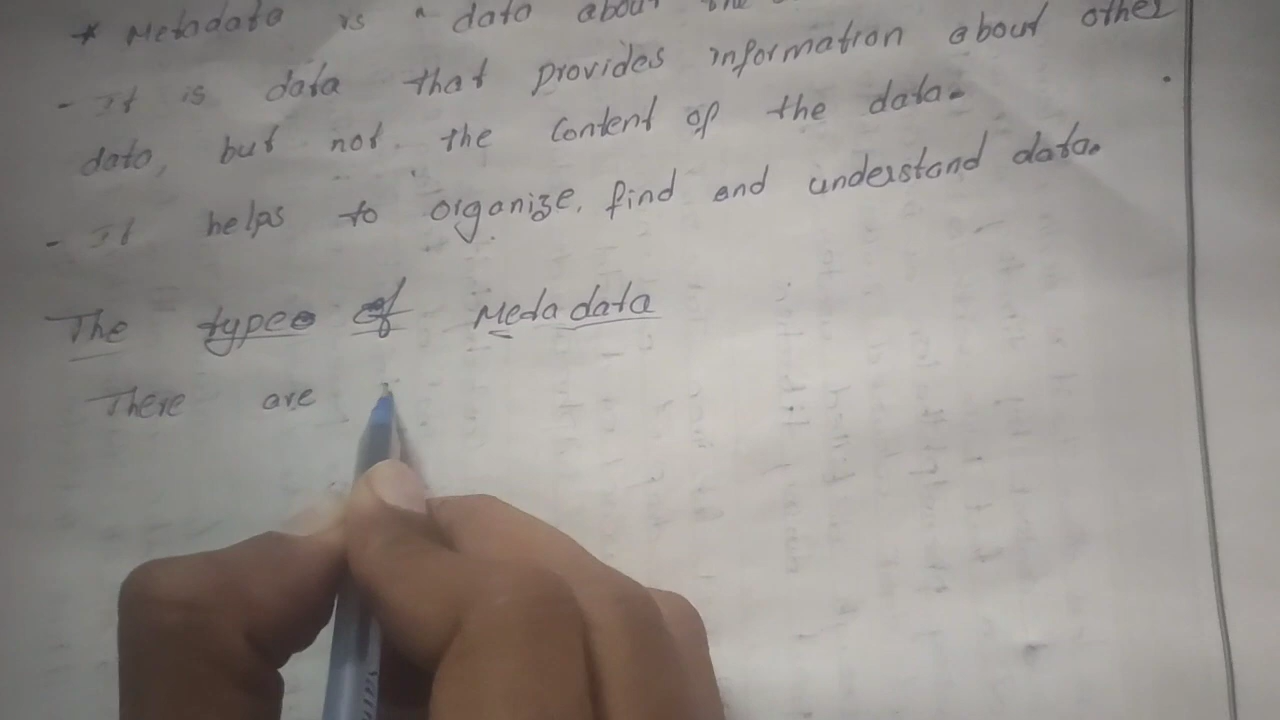 * Metadata is a data about the
- It is data that provides information about other
data, but not the content of the data.
- It helps to organize, find and understand data.
The types of Metadata
There are